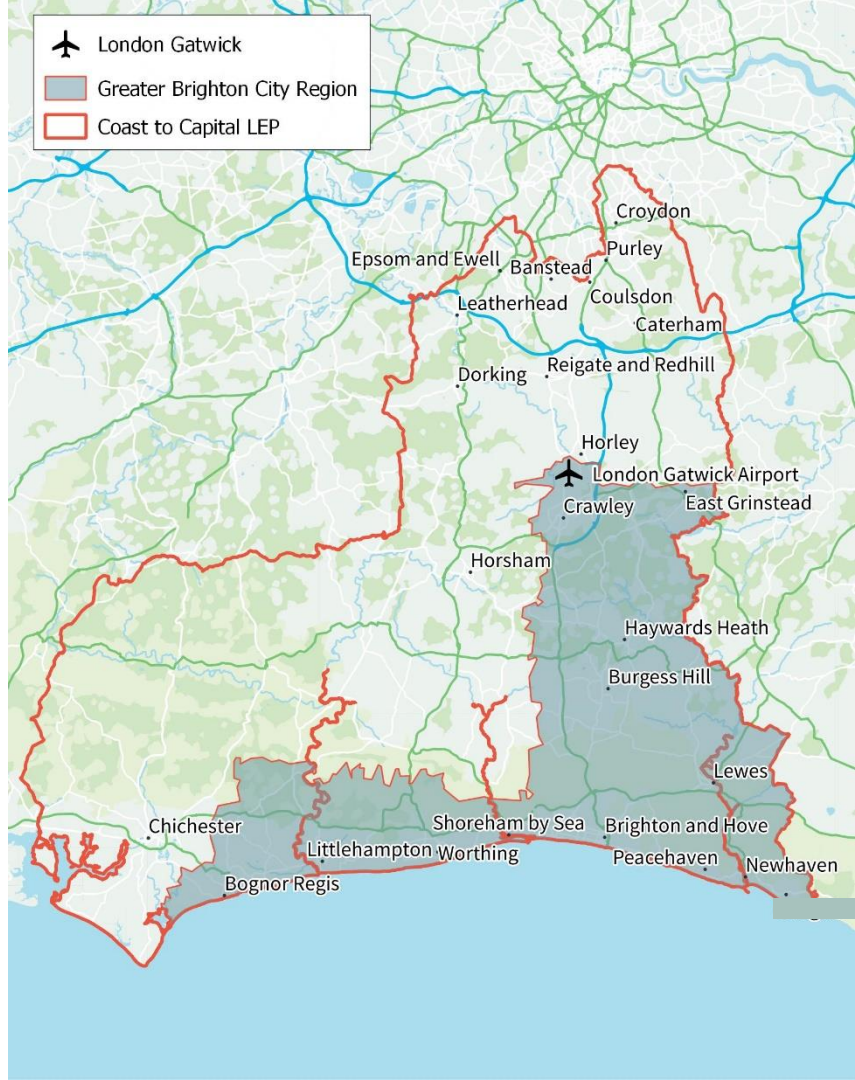 London Gatwick
Greater Brighton City Region
Coast to Capital LEP
Croydon
Purley
Epsom and Ewell
Banstead
Coulsdon
Leatherhead
Caterham
Reigate and Redhill
Dorking
Horley
London Gatwick Airport
East Grinstead
Crawley
Horsham
Haywards Heath
Burgess Hill
Lewes
Chichester
Shoreham by Sea
Brighton and Hove
Littlehampton
Worthing
Peacehaven
Newhaven
Bognor Regis